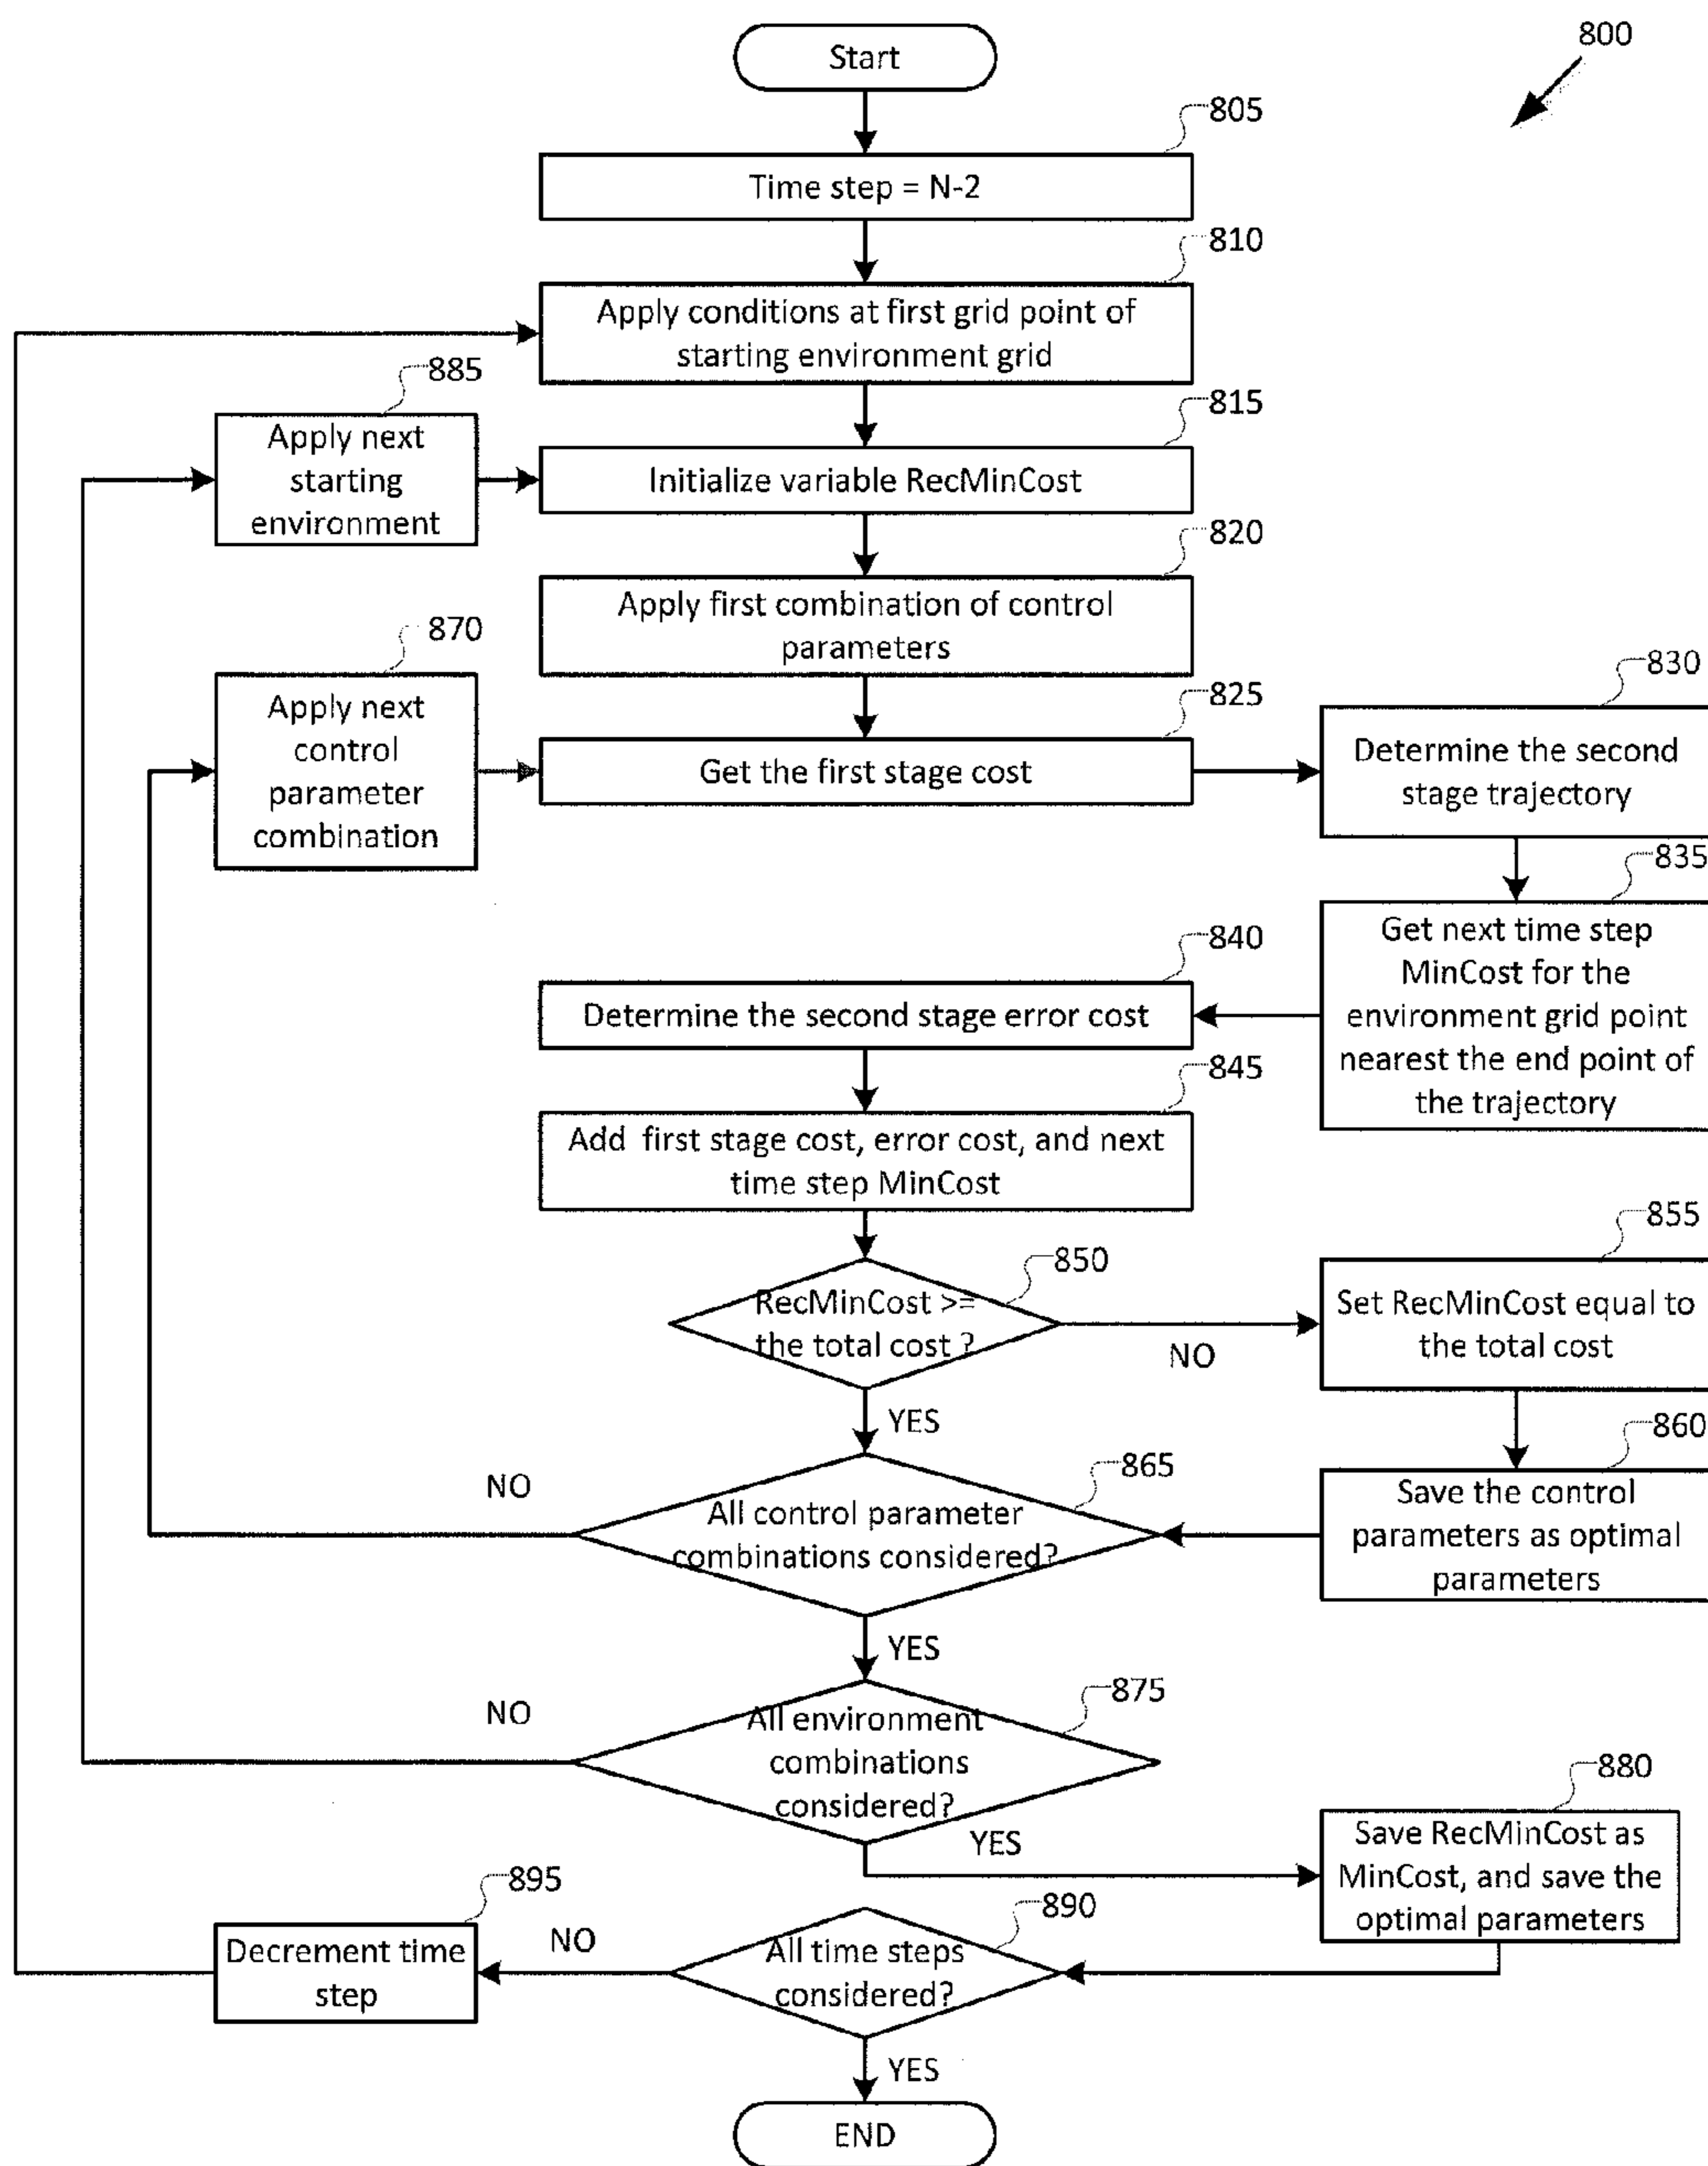 800
Start
805
Time step = N-2
810
Apply conditions at first grid point of
starting environment grid
885
Apply next
starting
environment
815
Initialize variable RecMinCost
820
Apply first combination of control
parameters
870
Apply next
control
parameter
combination
825
Get the first stage cost
830
Determine the second
stage trajectory
835
Get next time step
MinCost for the
environment grid point
nearest the end point of
the trajectory
840
Determine the second stage error cost
845
Add first stage cost, error cost, and next
time step MinCost
850
RecMinCost >=
the total cost ?
NO
855
Set RecMinCost equal to
the total cost
YES
860
Save the control
parameters as optimal
parameters
865
All control parameter
combinations considered?
NO
YES
875
All environment
combinations
considered?
NO
YES
880
Save RecMinCost as
MinCost, and save the
optimal parameters
890
All time steps
considered?
NO
895
Decrement time
step
YES
END